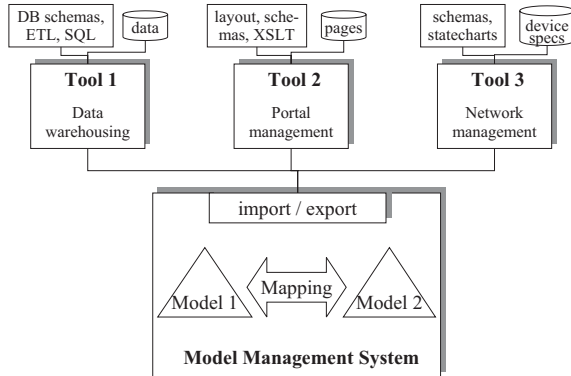 DB schemas,
ETL, SQL
data
layout, sche-
mas, XSLT
pages
schemas,
statecharts
device
specs
Tool 1
Data
warehousing
Tool 2
Portal
management
Tool 3
Network
management
import / export
Model 1
Mapping
Model 2
Model Management System